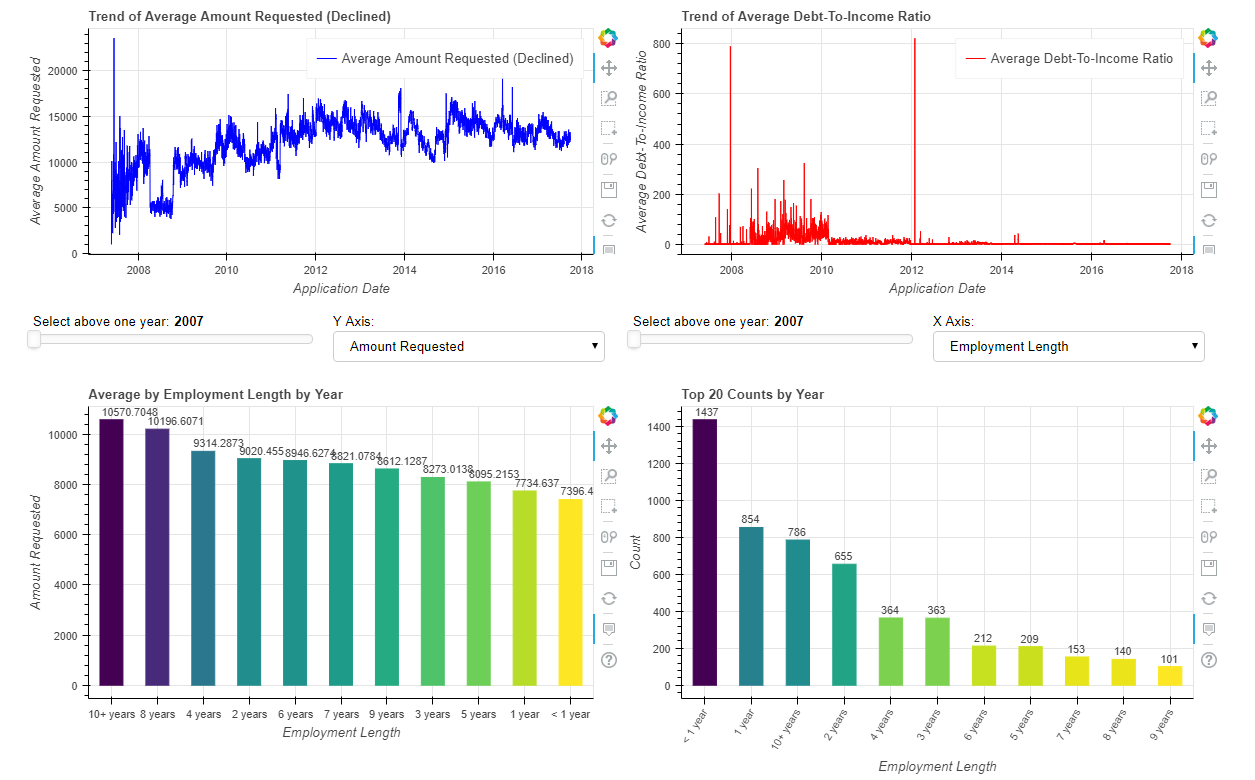 Trend of Average Amount Requested (Declined)
Average Amount Requested (Declined)
Average Amount Requested
20000
15000
10000
5000
0
2008
2010
2012
2014
2016
2018
Application Date
Trend of Average Debt-To-Income Ratio
Average Debt-To-Income Ratio
Average Debt-To-Income Ratio
800
600
400
200
0
2008
2010
2012
2014
2016
2018
Application Date
Select above one year: 2007
Y Axis:
Amount Requested
Select above one year: 2007
X Axis:
Employment Length
Average by Employment Length by Year
Amount Requested
10000
8000
6000
4000
2000
0
10570.7048
10196.6071
9314.2873
9020.455
8946.6274
8821.0784
8612.1287
8273.0138
8095.2153
7734.637
7396.4
10+ years
8 years
4 years
2 years
6 years
7 years
9 years
3 years
5 years
1 year
< 1 year
Employment Length
Top 20 Counts by Year
Count
1400
1200
1000
800
600
400
200
0
1437
854
786
655
364
363
212
209
153
140
101
< 1 year
1 year
10+ years
2 years
4 years
3 years
6 years
5 years
7 years
8 years
9 years
Employment Length